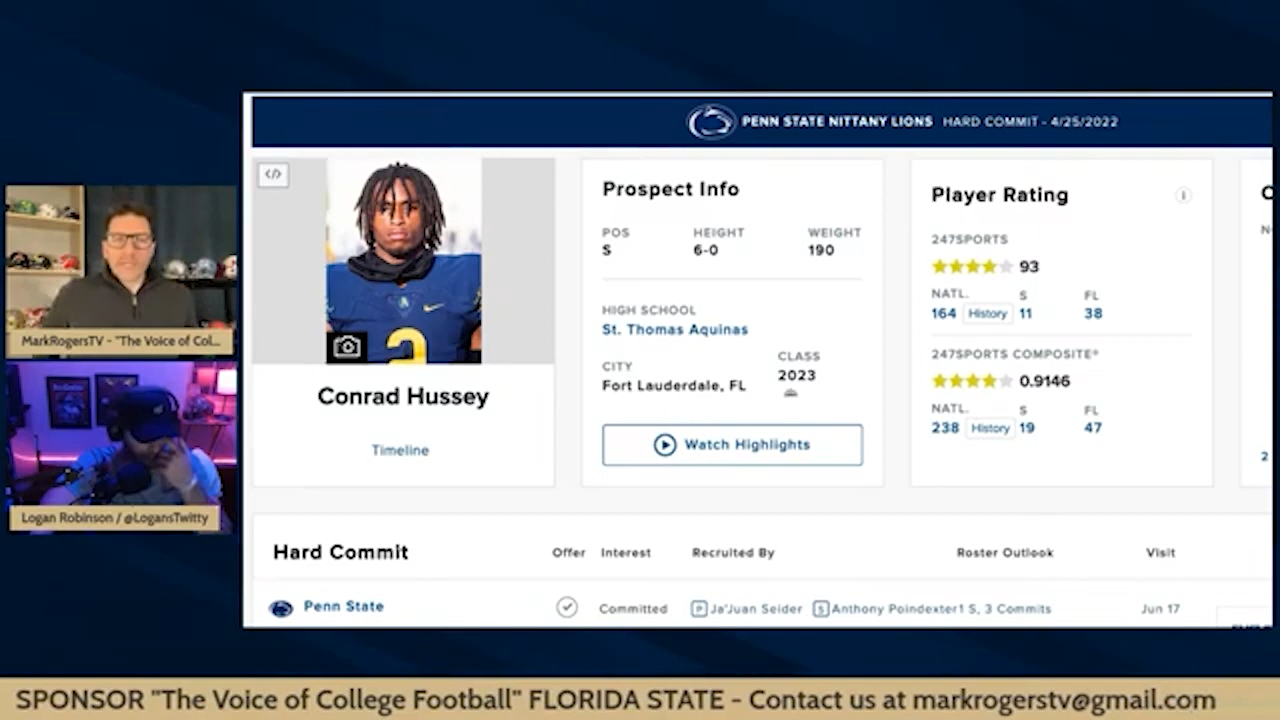 PENN STATE NITTANY LIONS HARD COMMIT - 4/25/2022
</>
Conrad Hussey
Timeline
Prospect Info
POS HEIGHT WEIGHT
S 6-0 190
HIGH SCHOOL
St. Thomas Aquinas
CITY CLASS
Fort Lauderdale, FL 2023
Watch Highlights
Player Rating
i
247SPORTS
93
NATL. S FL
164 History 11 38
247SPORTS COMPOSITE®
0.9146
NATL. S FL
238 History 19 47
2
Hard Commit Offer Interest Recruited By Roster Outlook Visit
Penn State Committed P Ja'Juan Seider S Anthony Poindexter 1 S, 3 Commits Jun 17
MarkRogersTV - "The Voice of Col...
Logan Robinson / @LogansTwitty
SPONSOR "The Voice of College Football" FLORIDA STATE - Contact us at markrogerstv@gmail.com